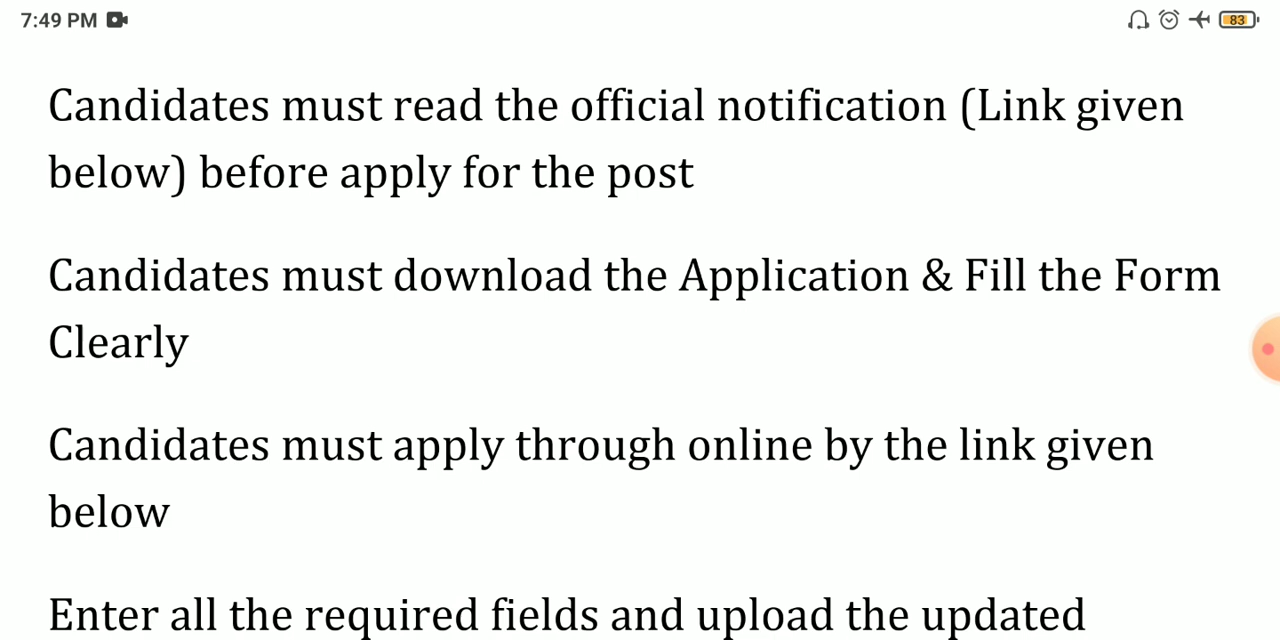 7:49 PM
83
Candidates must read the official notification (Link given
below) before apply for the post
Candidates must download the Application & Fill the Form
Clearly
Candidates must apply through online by the link given
below
Enter all the required fields and upload the updated